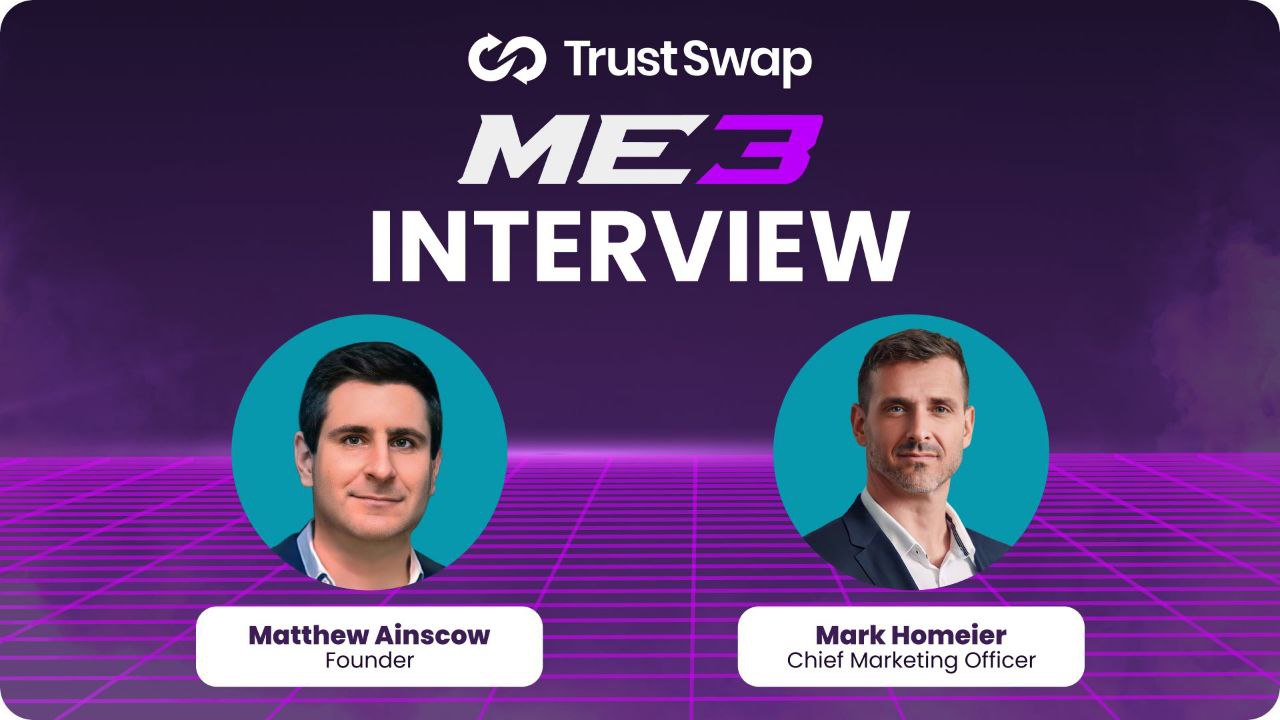 TrustSwap
ME3
INTERVIEW
Matthew Ainscow
Founder
Mark Homeier
Chief Marketing Officer